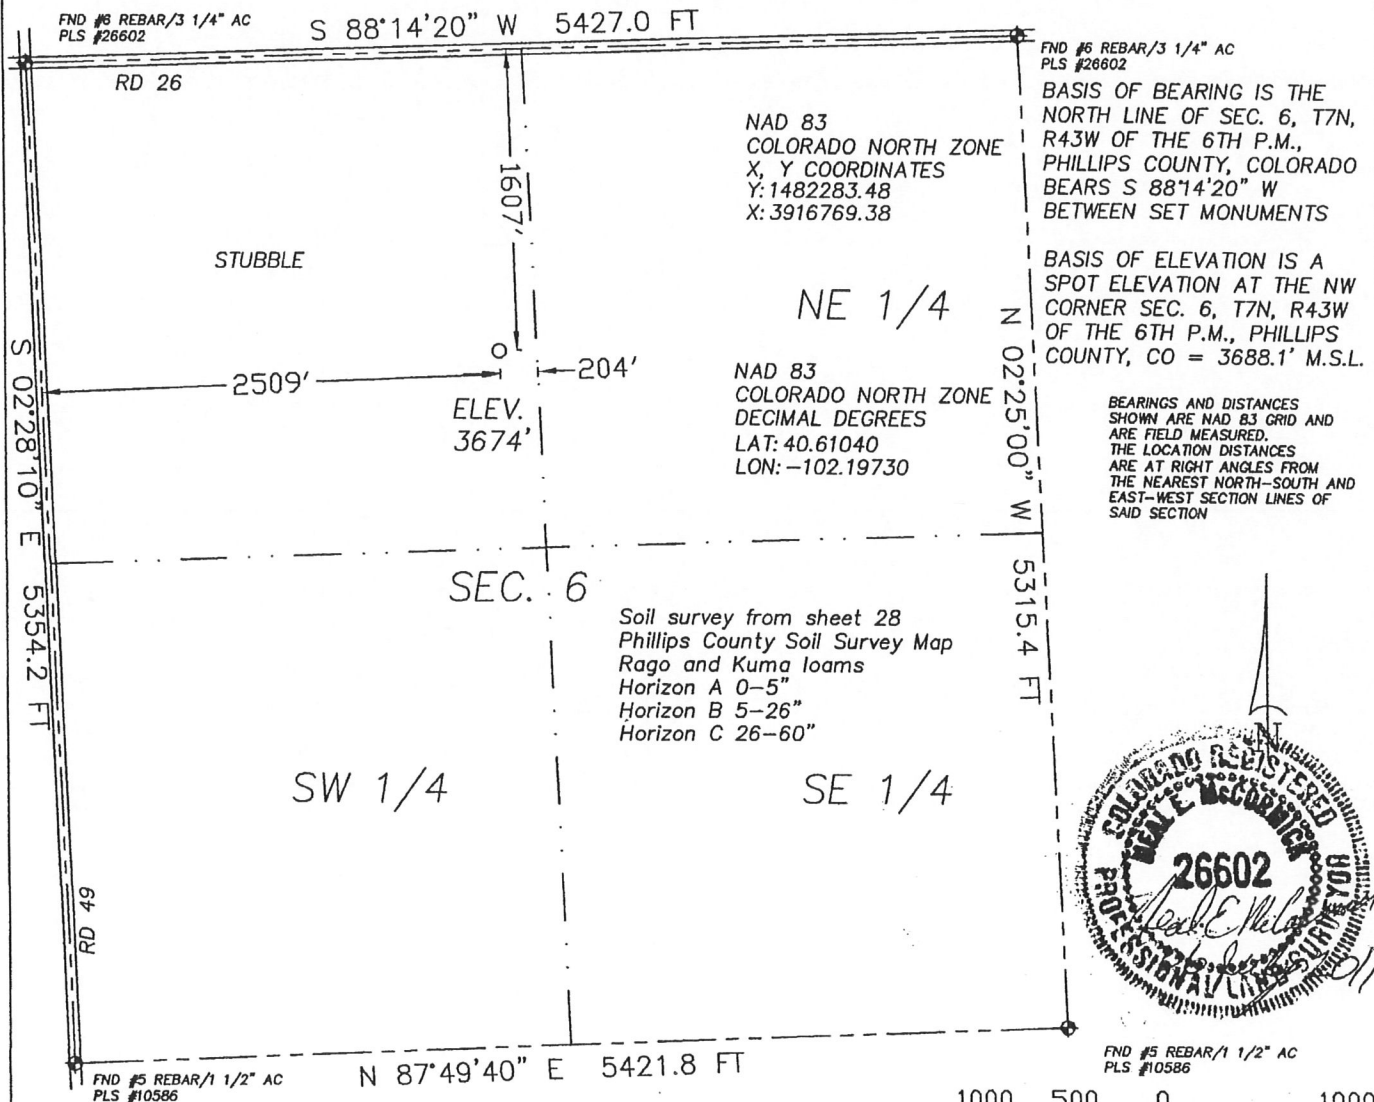 FND #6 REBAR/3 1/4" AC
PLS #26602
S 88°14'20" W 5427.0 FT
FND #6 REBAR/3 1/4" AC
PLS #26602
RD 26
BASIS OF BEARING IS THE
NORTH LINE OF SEC. 6, T7N,
R43W OF THE 6TH P.M.,
PHILLIPS COUNTY, COLORADO
BEARS S 88°14'20" W
BETWEEN SET MONUMENTS
NAD 83
COLORADO NORTH ZONE
X, Y COORDINATES
Y: 1482283.48
X: 3916769.38
1607'
STUBBLE
BASIS OF ELEVATION IS A
SPOT ELEVATION AT THE NW
CORNER SEC. 6, T7N, R43W
OF THE 6TH P.M., PHILLIPS
COUNTY, CO = 3688.1' M.S.L.
NE 1/4
2509'
204'
ELEV.
3674'
NAD 83
COLORADO NORTH ZONE
DECIMAL DEGREES
LAT: 40.61040
LON: -102.19730
BEARINGS AND DISTANCES
SHOWN ARE NAD 83 GRID AND
ARE FIELD MEASURED.
THE LOCATION DISTANCES
ARE AT RIGHT ANGLES FROM
THE NEAREST NORTH-SOUTH AND
EAST-WEST SECTION LINES OF
SAID SECTION
S 02°28'10" E 5354.2 FT
N 02°25'00" W 5315.4 FT
SEC. 6
Soil survey from sheet 28
Phillips County Soil Survey Map
Rago and Kuma loams
Horizon A 0-5"
Horizon B 5-26"
Horizon C 26-60"
SW 1/4
SE 1/4
N
COLORADO REGISTERED
NEAL E. McCORMICK
26602
PROFESSIONAL LAND SURVEYOR
RD 49
FND #5 REBAR/1 1/2" AC
PLS #10586
N 87°49'40" E 5421.8 FT
FND #5 REBAR/1 1/2" AC
PLS #10586
1000 500 0 1000